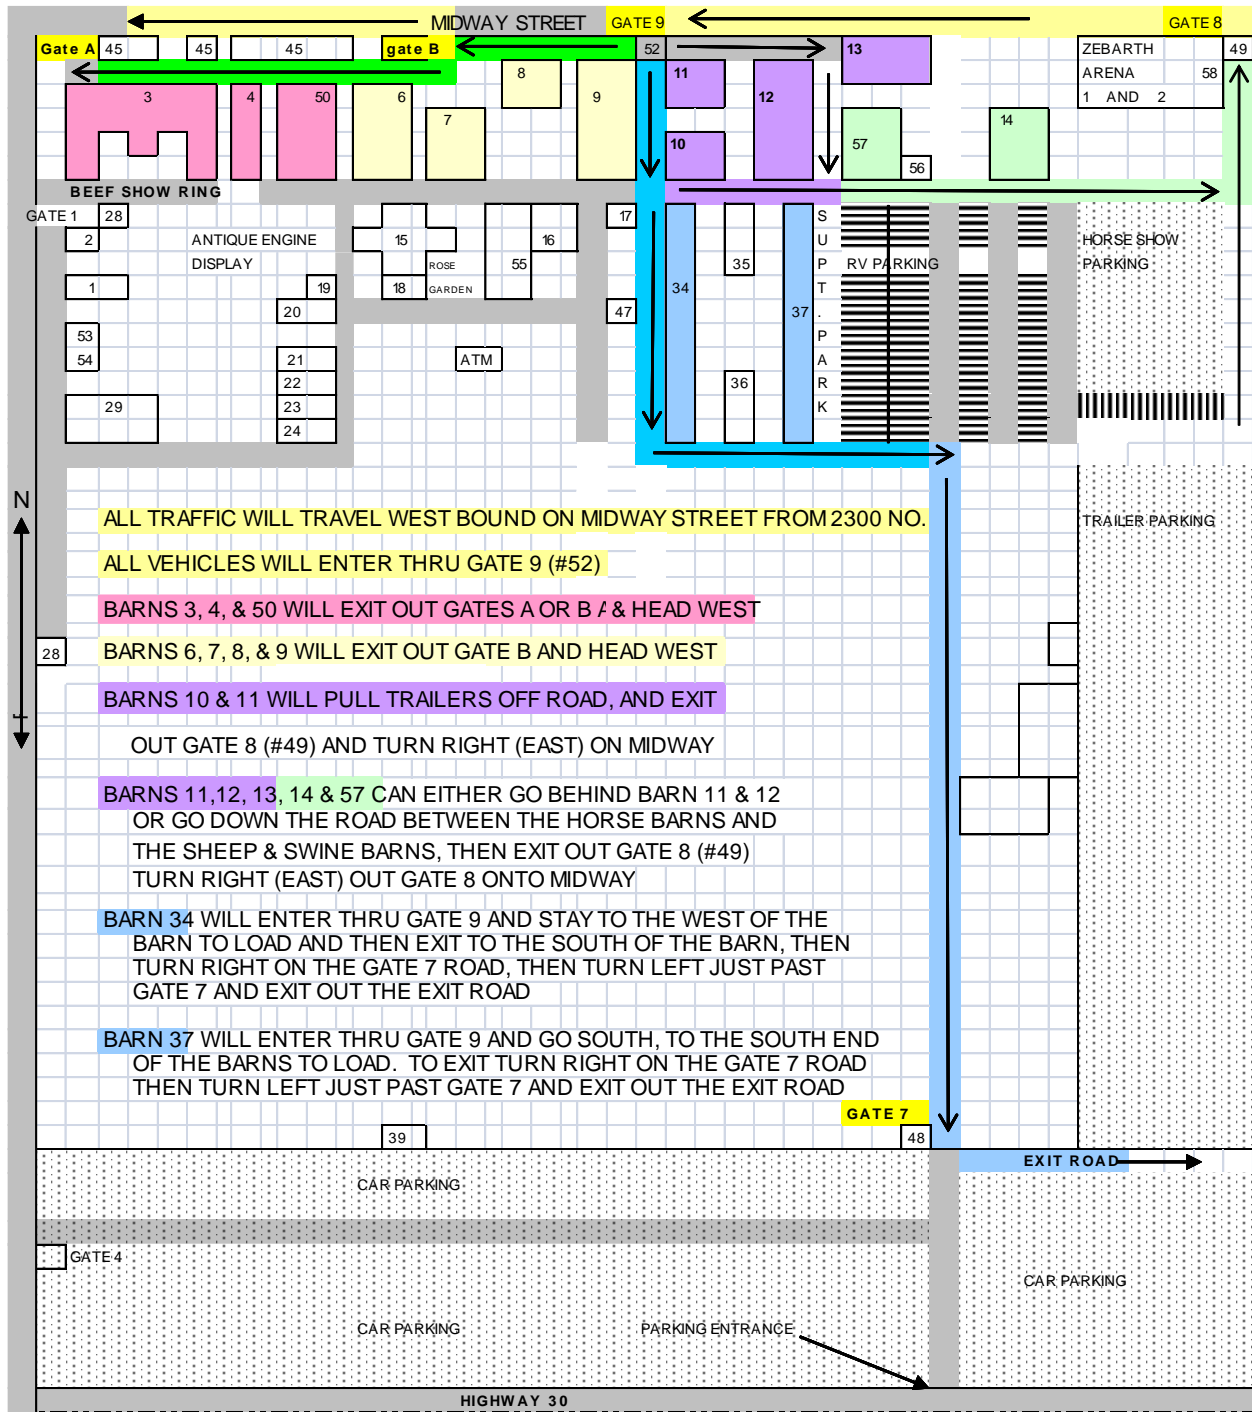 MIDWAY STREET GATE 9 GATE 8
Gate A 45 45 45 gate B 52 13 ZEBARTH 49
8 11 ARENA 58
3 4 50 6 9 12 1 AND 2
7 14
10 57
56
BEEF SHOW RING
GATE 1 28 17 S
2 ANTIQUE ENGINE 15 16 U HORSE SHOW
DISPLAY ROSE 55 35 P RV PARKING PARKING
1 19 18 GARDEN 34 T
20 47 37 .
53 P
54 21 ATM A
22 36 R
29 23 K
24
N
ALL TRAFFIC WILL TRAVEL WEST BOUND ON MIDWAY STREET FROM 2300 NO. TRAILER PARKING
ALL VEHICLES WILL ENTER THRU GATE 9 (#52)
BARNS 3, 4, & 50 WILL EXIT OUT GATES A OR B A & HEAD WEST
28 BARNS 6, 7, 8, & 9 WILL EXIT OUT GATE B AND HEAD WEST
BARNS 10 & 11 WILL PULL TRAILERS OFF ROAD, AND EXIT
OUT GATE 8 (#49) AND TURN RIGHT (EAST) ON MIDWAY
BARNS 11,12, 13, 14 & 57 CAN EITHER GO BEHIND BARN 11 & 12
OR GO DOWN THE ROAD BETWEEN THE HORSE BARNS AND
THE SHEEP & SWINE BARNS, THEN EXIT OUT GATE 8 (#49)
TURN RIGHT (EAST) OUT GATE 8 ONTO MIDWAY
BARN 34 WILL ENTER THRU GATE 9 AND STAY TO THE WEST OF THE
BARN TO LOAD AND THEN EXIT TO THE SOUTH OF THE BARN, THEN
TURN RIGHT ON THE GATE 7 ROAD, THEN TURN LEFT JUST PAST
GATE 7 AND EXIT OUT THE EXIT ROAD
BARN 37 WILL ENTER THRU GATE 9 AND GO SOUTH, TO THE SOUTH END
OF THE BARNS TO LOAD. TO EXIT TURN RIGHT ON THE GATE 7 ROAD
THEN TURN LEFT JUST PAST GATE 7 AND EXIT OUT THE EXIT ROAD
GATE 7
39 48
EXIT ROAD
CAR PARKING
GATE 4
CAR PARKING
CAR PARKING PARKING ENTRANCE
HIGHWAY 30